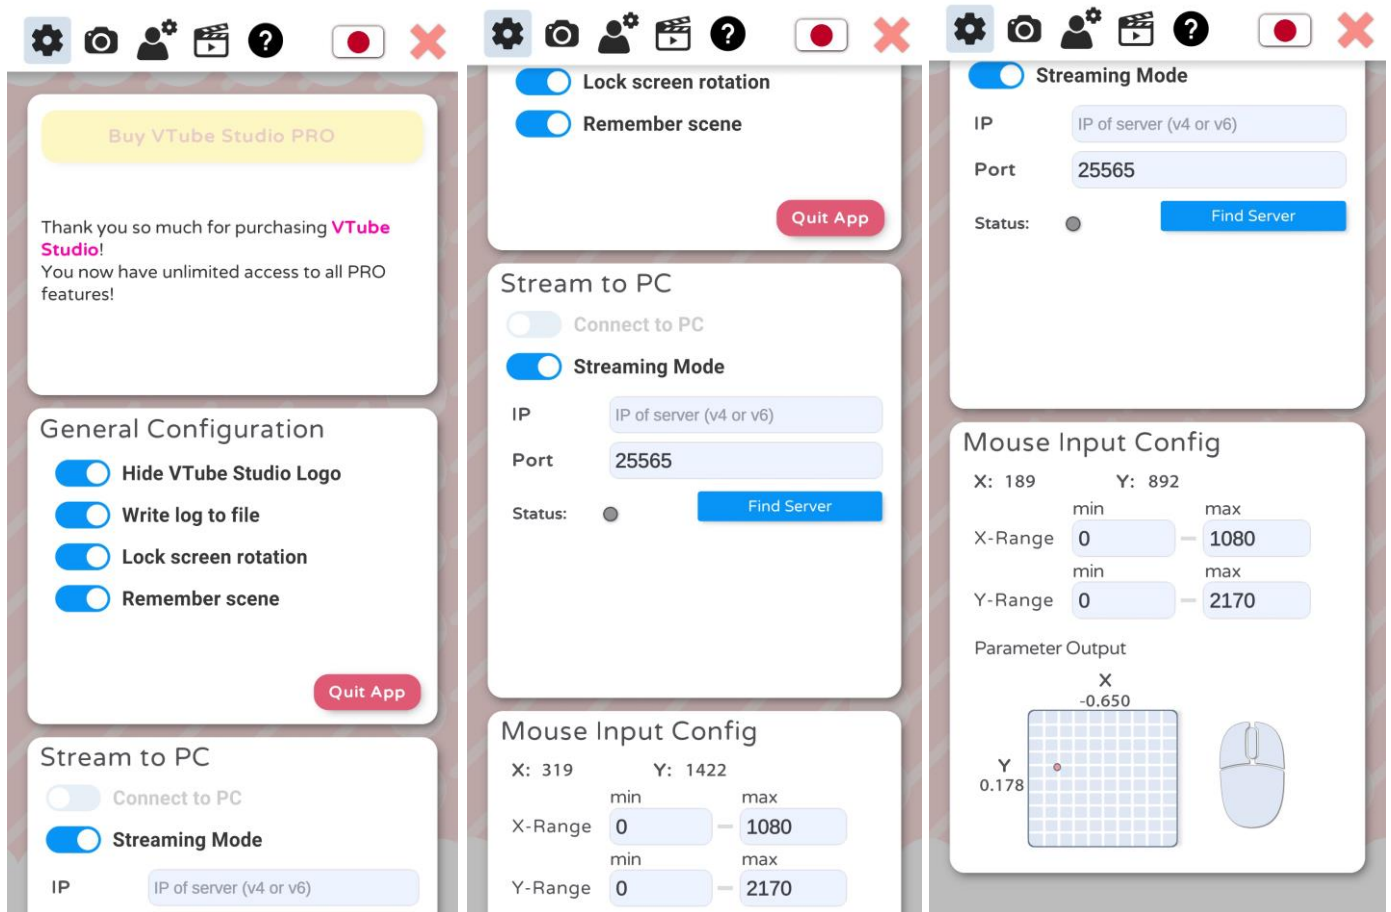 Buy VTube Studio PRO
Thank you so much for purchasing VTube
Studio!
You now have unlimited access to all PRO
features!
General Configuration
Hide VTube Studio Logo
Write log to file
Lock screen rotation
Remember scene
Quit App
Stream to PC
Connect to PC
Streaming Mode
IP IP of server (v4 or v6)
Lock screen rotation
Remember scene
Quit App
Stream to PC
Connect to PC
Streaming Mode
IP IP of server (v4 or v6)
Port 25565
Status: Find Server
Mouse Input Config
X: 319 Y: 1422
min max
X-Range 0 – 1080
min max
Y-Range 0 – 2170
Streaming Mode
IP IP of server (v4 or v6)
Port 25565
Status: Find Server
Mouse Input Config
X: 189 Y: 892
min max
X-Range 0 – 1080
min max
Y-Range 0 – 2170
Parameter Output
X
-0.650
Y
0.178